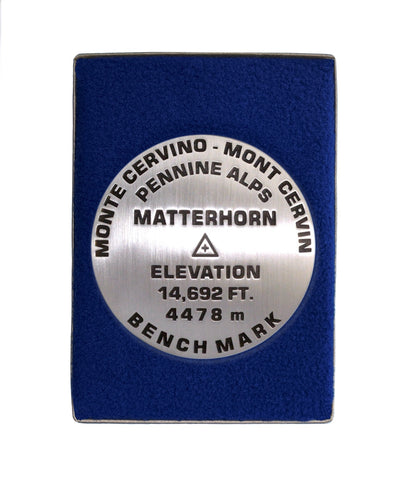 MONTE CERVINO - MONT CERVIN
PENNINE ALPS
MATTERHORN
ELEVATION
14,692 FT.
4478 m
BENCH MARK